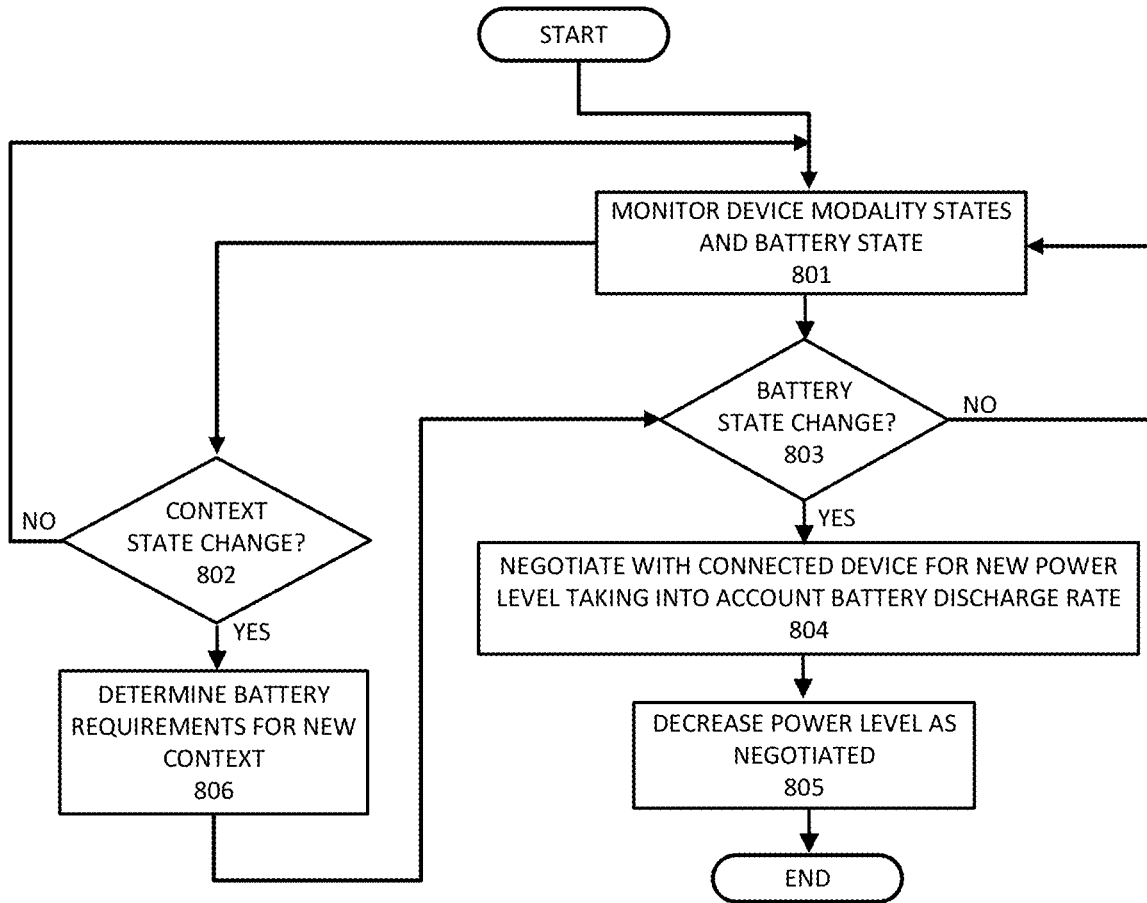 START
MONITOR DEVICE MODALITY STATES
AND BATTERY STATE
801
BATTERY
STATE CHANGE?
803
NO
YES
CONTEXT
STATE CHANGE?
802
NO
YES
NEGOTIATE WITH CONNECTED DEVICE FOR NEW POWER
LEVEL TAKING INTO ACCOUNT BATTERY DISCHARGE RATE
804
DETERMINE BATTERY
REQUIREMENTS FOR NEW
CONTEXT
806
DECREASE POWER LEVEL AS
NEGOTIATED
805
END